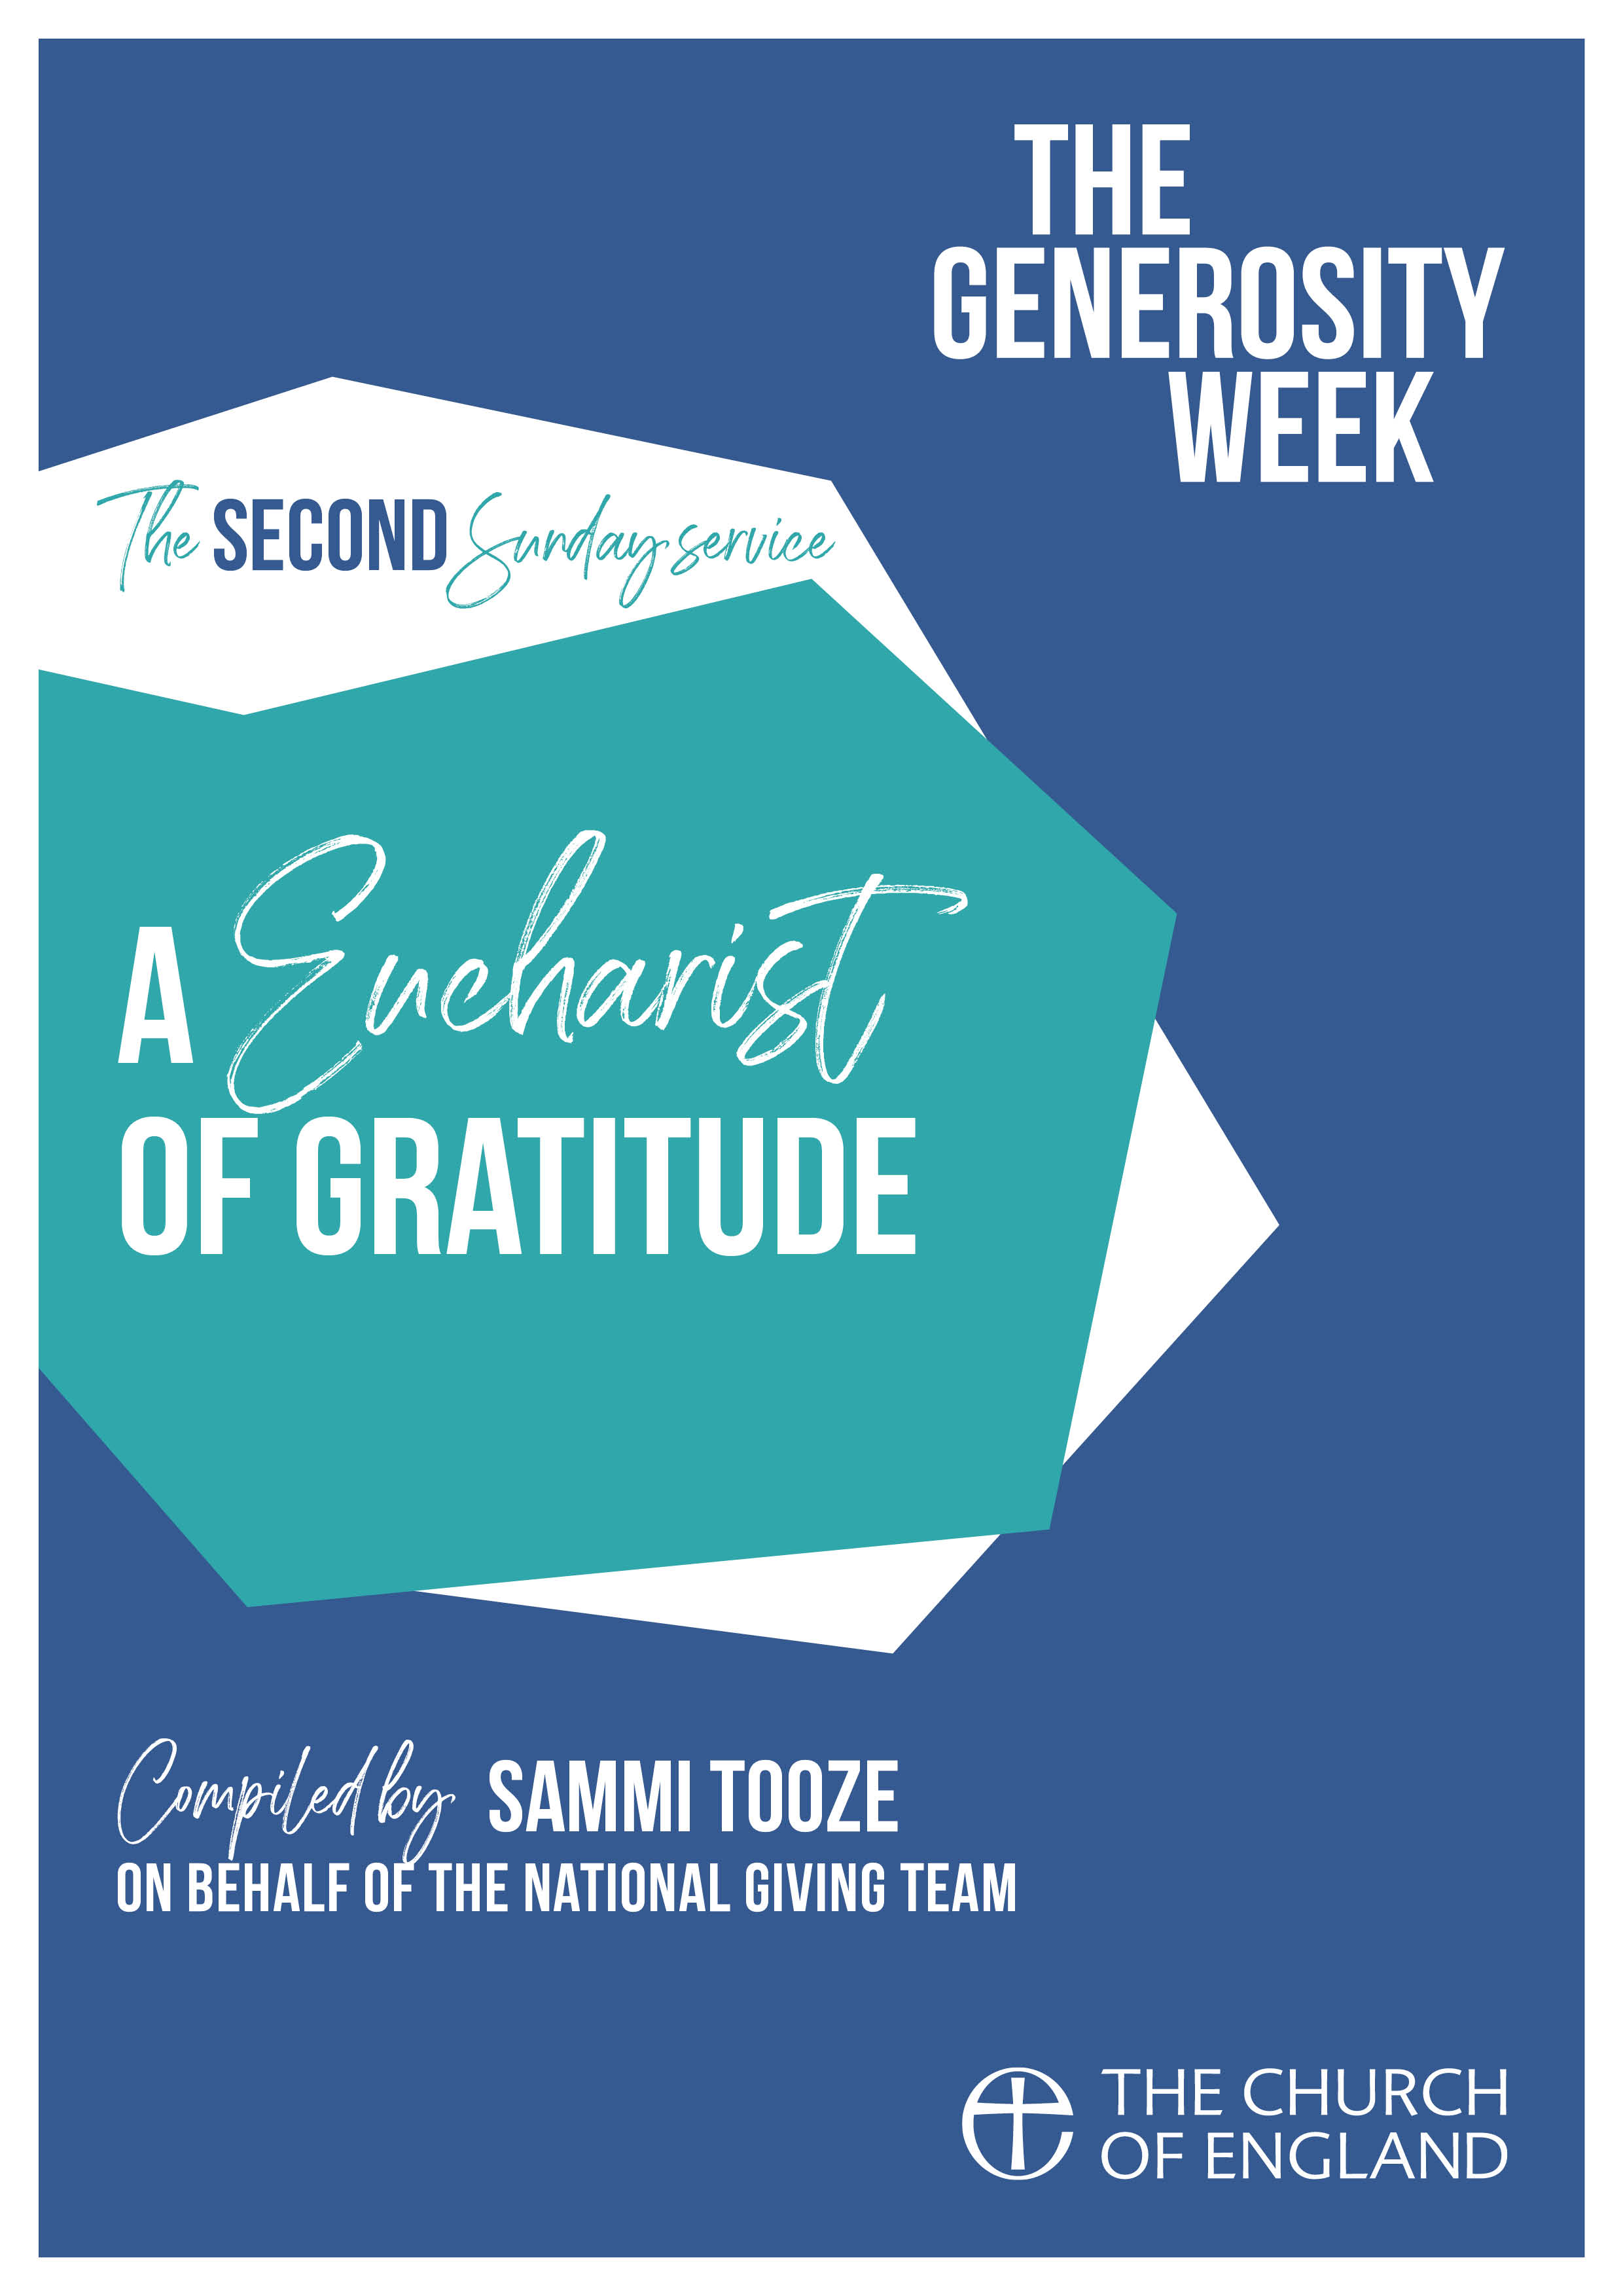 THE
GENEROSITY
WEEK
The SECOND Sunday service
A Eucharist
OF GRATITUDE
Compiled by SAMMI TOOZE
ON BEHALF OF THE NATIONAL GIVING TEAM
THE CHURCH
OF ENGLAND